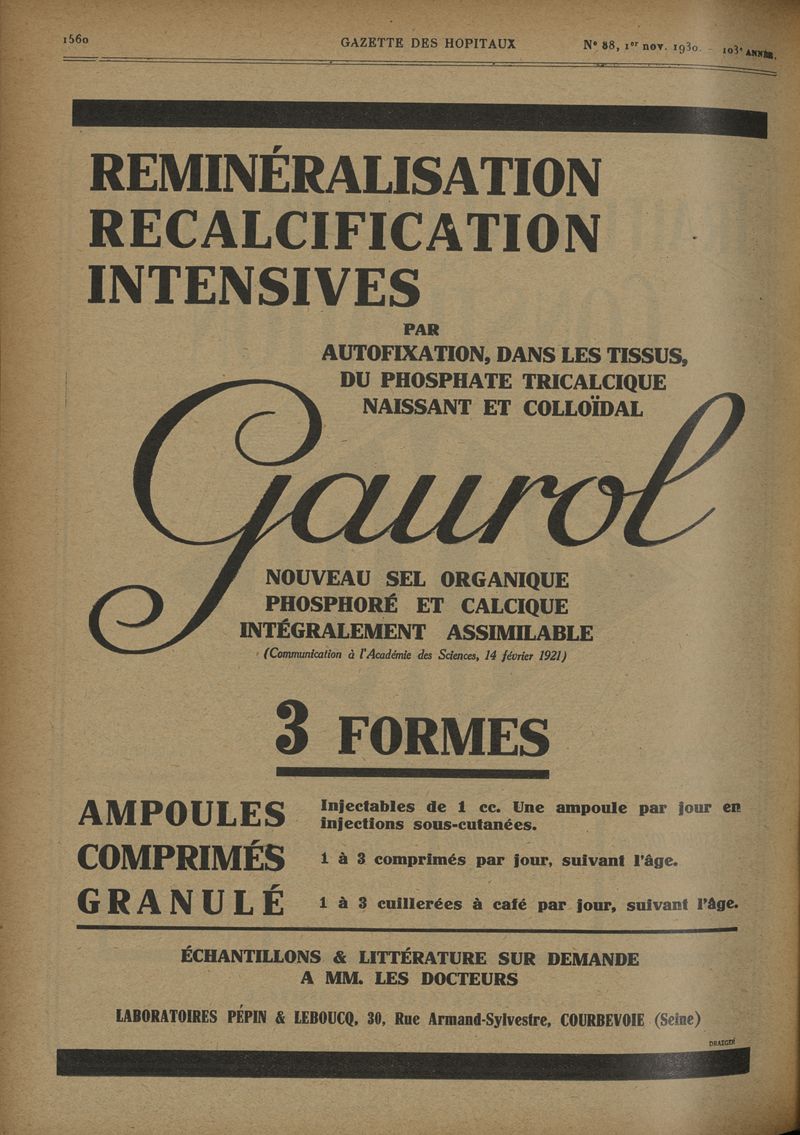 1560
GAZETTE DES HOPITAUX
N° 88, 1er nov. 1930. - 103e ANNÉE.
REMINÉRALISATION
RECALCIFICATION
INTENSIVES
PAR
AUTOFIXATION, DANS LES TISSUS,
DU PHOSPHATE TRICALCIQUE
NAISSANT ET COLLOÏDAL
Gaurol
NOUVEAU SEL ORGANIQUE
PHOSPHORÉ ET CALCIQUE
INTÉGRALEMENT ASSIMILABLE
(Communication à l'Académie des Sciences, 14 février 1921)
3 FORMES
AMPOULES
Injectables de 1 cc. Une ampoule par jour en
injections sous-cutanées.
COMPRIMÉS
1 à 3 comprimés par jour, suivant l'âge.
GRANULÉ
1 à 3 cuillerées à café par jour, suivant l'âge.
ÉCHANTILLONS & LITTÉRATURE SUR DEMANDE
A MM. LES DOCTEURS
LABORATOIRES PÉPIN & LEBOUCQ, 30, Rue Armand-Sylvestre, COURBEVOIE (Seine)